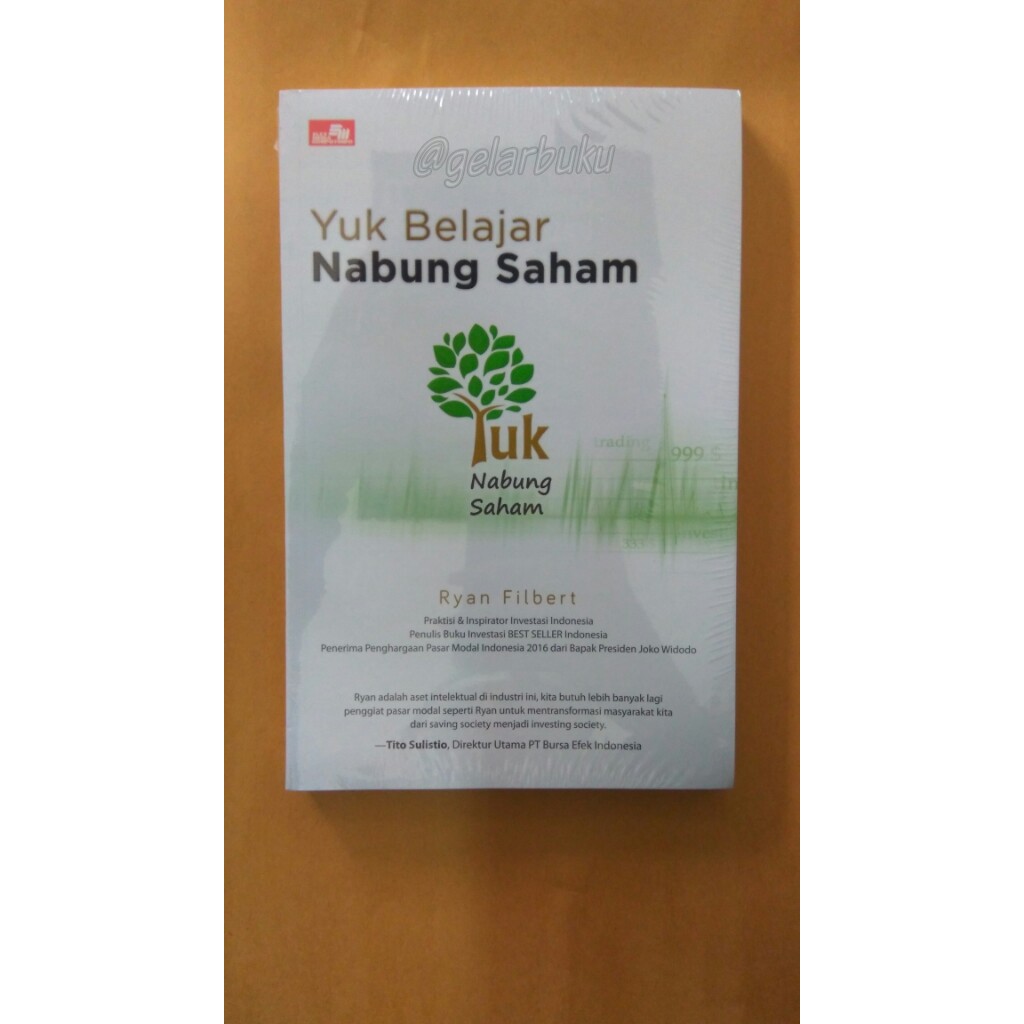 @gelarbuku
Yuk Belajar
Nabung Saham
Yuk
Nabung
Saham
trading
999 $
Ryan Filbert
Praktisi & Inspirator Investasi Indonesia
Penulis Buku Investasi BEST SELLER Indonesia
Penerima Penghargaan Pasar Modal Indonesia 2016 dari Bapak Presiden Joko Widodo
Ryan adalah aset intelektual di industri ini, kita butuh lebih banyak lagi
penggiat pasar modal seperti Ryan untuk mentransformasi masyarakat kita
dari saving society menjadi investing society.
—Tito Sulistio, Direktur Utama PT Bursa Efek Indonesia